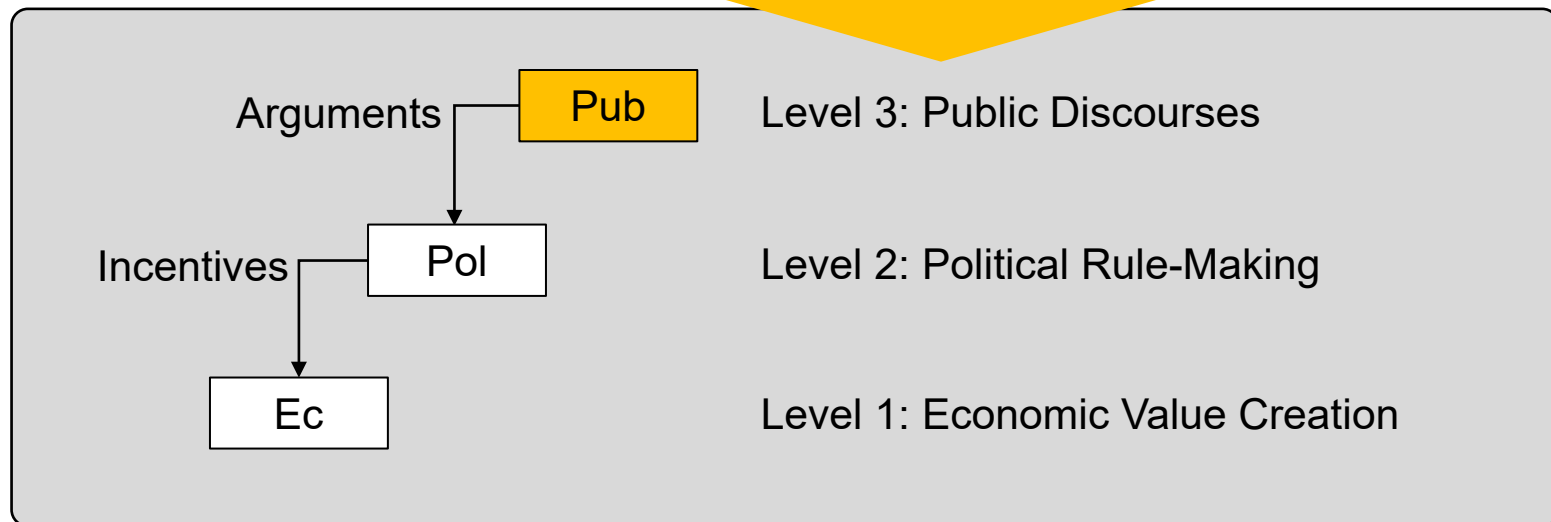 Arguments
Pub
Level 3: Public Discourses
Incentives
Pol
Level 2: Political Rule-Making
Ec
Level 1: Economic Value Creation